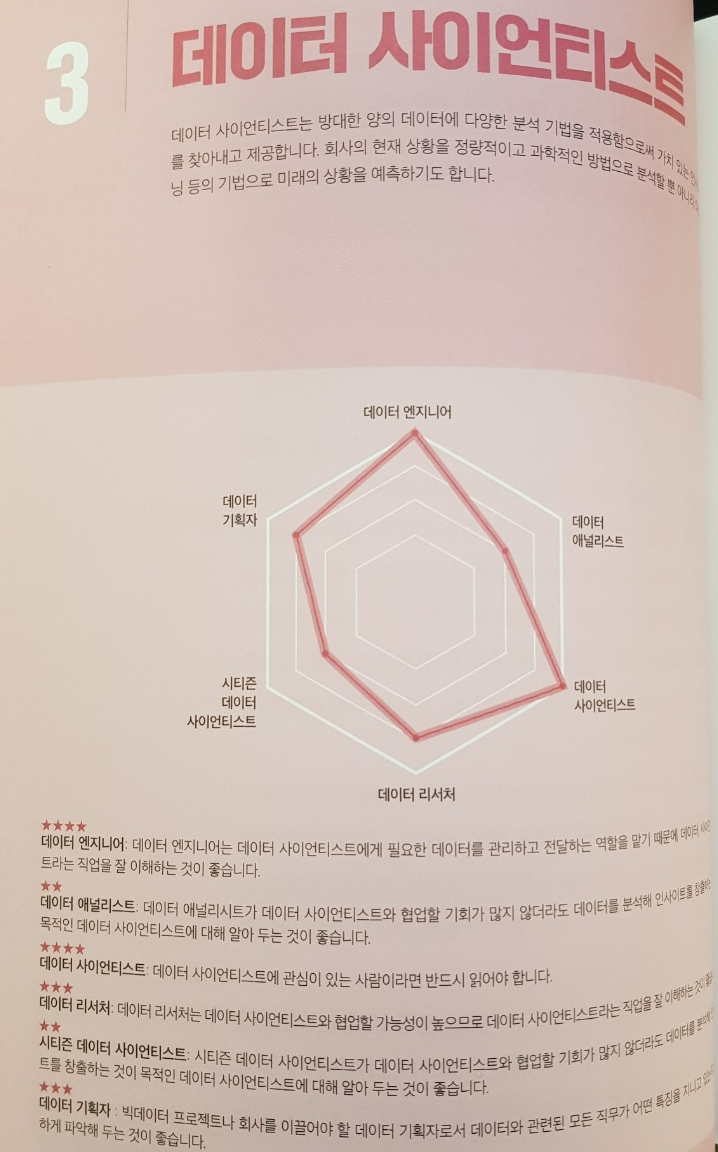 3
데이터 사이언티스트
데이터 사이언티스트는 방대한 양의 데이터에 다양한 분석 기법을 적용함으로써 가치 있는
를 찾아내고 제공합니다. 회사의 현재 상황을 정량적이고 과학적인 방법으로 분석할 뿐 아니라
닝 등의 기법으로 미래의 상황을 예측하기도 합니다.
데이터 엔지니어
데이터
기획자
데이터
애널리스트
시티즌
데이터
사이언티스트
데이터
사이언티스트
데이터 리서처
★★★★
데이터 엔지니어: 데이터 엔지니어는 데이터 사이언티스트에게 필요한 데이터를 관리하고 전달하는 역할을 맡기 때문에 데이터
트라는 직업을 잘 이해하는 것이 좋습니다.
★★
데이터 애널리스트: 데이터 애널리시트가 데이터 사이언티스트와 협업할 기회가 많지 않더라도 데이터를 분석해 인사이트를 창출하는
목적인 데이터 사이언티스트에 대해 알아 두는 것이 좋습니다.
★★★★
데이터 사이언티스트: 데이터 사이언티스트에 관심이 있는 사람이라면 반드시 읽어야 합니다.
★★★
데이터 리서처: 데이터 리서처는 데이터 사이언티스트와 협업할 가능성이 높으므로 데이터 사이언티스트라는 직업을 잘 이해하는 것이
★★
시티즌 데이터 사이언티스트: 시티즌 데이터 사이언티스트가 데이터 사이언티스트와 협업할 기회가 많지 않더라도 데이터를 분석해
트를 창출하는 것이 목적인 데이터 사이언티스트에 대해 알아 두는 것이 좋습니다.
★★★
데이터 기획자 : 빅데이터 프로젝트나 회사를 이끌어야 할 데이터 기획자로서 데이터와 관련된 모든 직무가 어떤 특징을 지니고
하게 파악해 두는 것이 좋습니다.